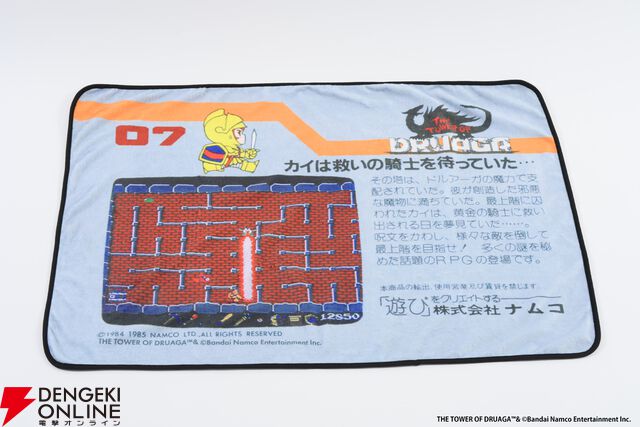 07
THE TOWER OF DRUAGA
カイは救いの騎士を待っていた…
その塔は、ドルアーガの魔力で支
配されていた。彼が創造した邪悪
な魔物に満ちていた。最上階に囚
われたカイは、黄金の騎士に救い
出される日を夢見ていた……。
呪文をかわし、様々な敵を倒して
最上階を目指せ! 多くの謎を秘
めた話題のRPGの登場です。
12850
©1984 1985 NAMCO LTD.,ALL RIGHTS RESERVED
THE TOWER OF DRUAGA™& ©Bandai Namco Entertainment Inc.
本商品の輸出、使用営業及び賃貸を禁します。
「遊び」をクリエイトする
株式会社 ナムコ
DENGEKI
ONLINE
電撃オンライン
THE TOWER OF DRUAGA™& ©Bandai Namco Entertainment Inc.